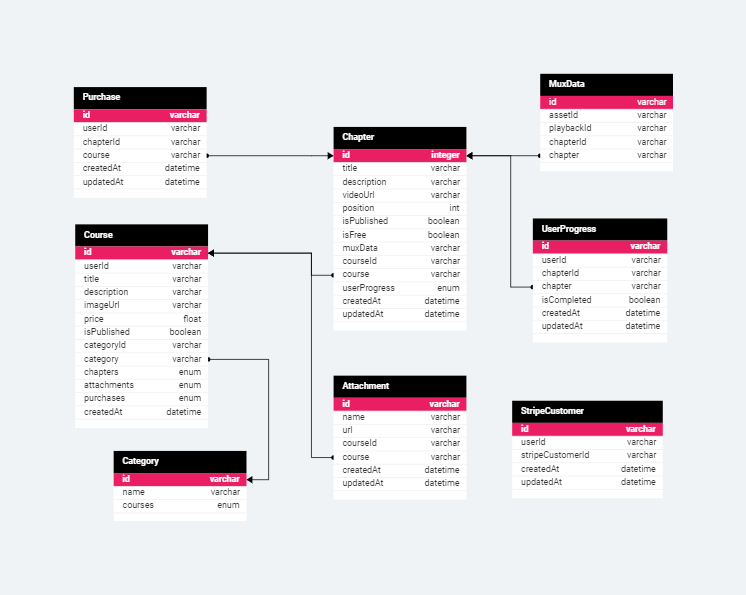 Purchase
id varchar
userId varchar
chapterId varchar
course varchar
createdAt datetime
updatedAt datetime
Course
id varchar
userId varchar
title varchar
description varchar
imageUrl varchar
price float
isPublished boolean
categoryId varchar
category varchar
chapters enum
attachments enum
purchases enum
createdAt datetime
Category
id varchar
name varchar
courses enum
Chapter
id integer
title varchar
description varchar
videoUrl varchar
position int
isPublished boolean
isFree boolean
muxData varchar
courseId varchar
course varchar
userProgress enum
createdAt datetime
updatedAt datetime
Attachment
id varchar
name varchar
url varchar
courseId varchar
course varchar
createdAt datetime
updatedAt datetime
MuxData
id varchar
assetId varchar
playbackId varchar
chapterId varchar
chapter varchar
UserProgress
id varchar
userId varchar
chapterId varchar
chapter varchar
isCompleted boolean
createdAt datetime
updatedAt datetime
StripeCustomer
id varchar
userId varchar
stripeCustomerId varchar
createdAt datetime
updatedAt datetime